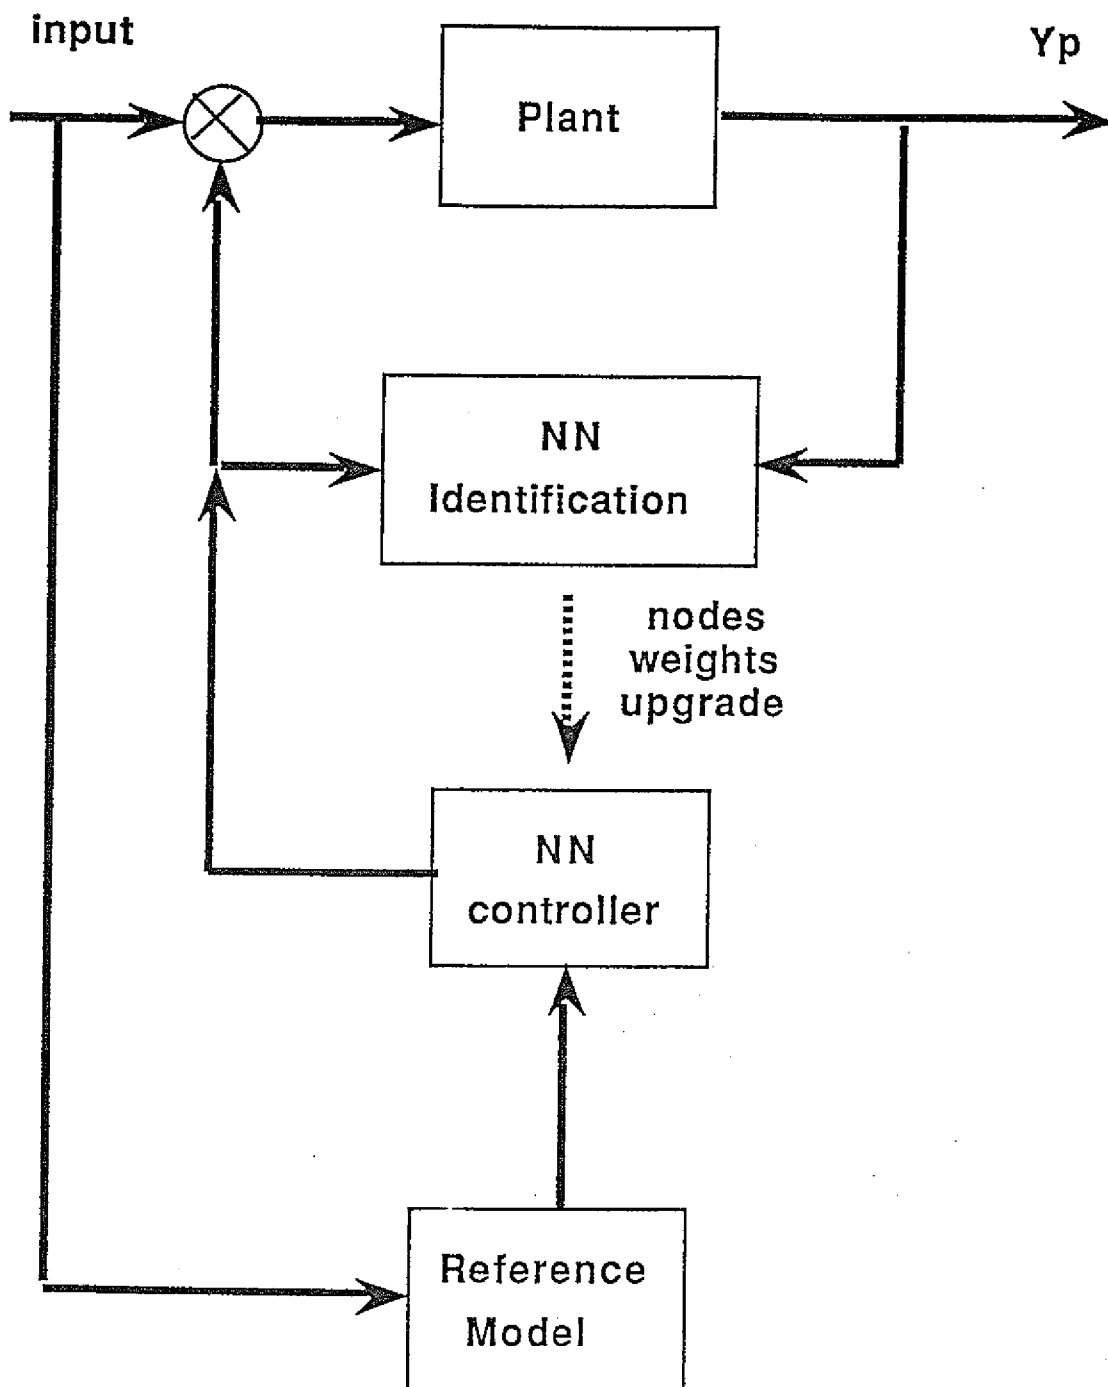 input
Yp
Plant
NN
Identification
nodes
weights
upgrade
NN
controller
Reference
Model